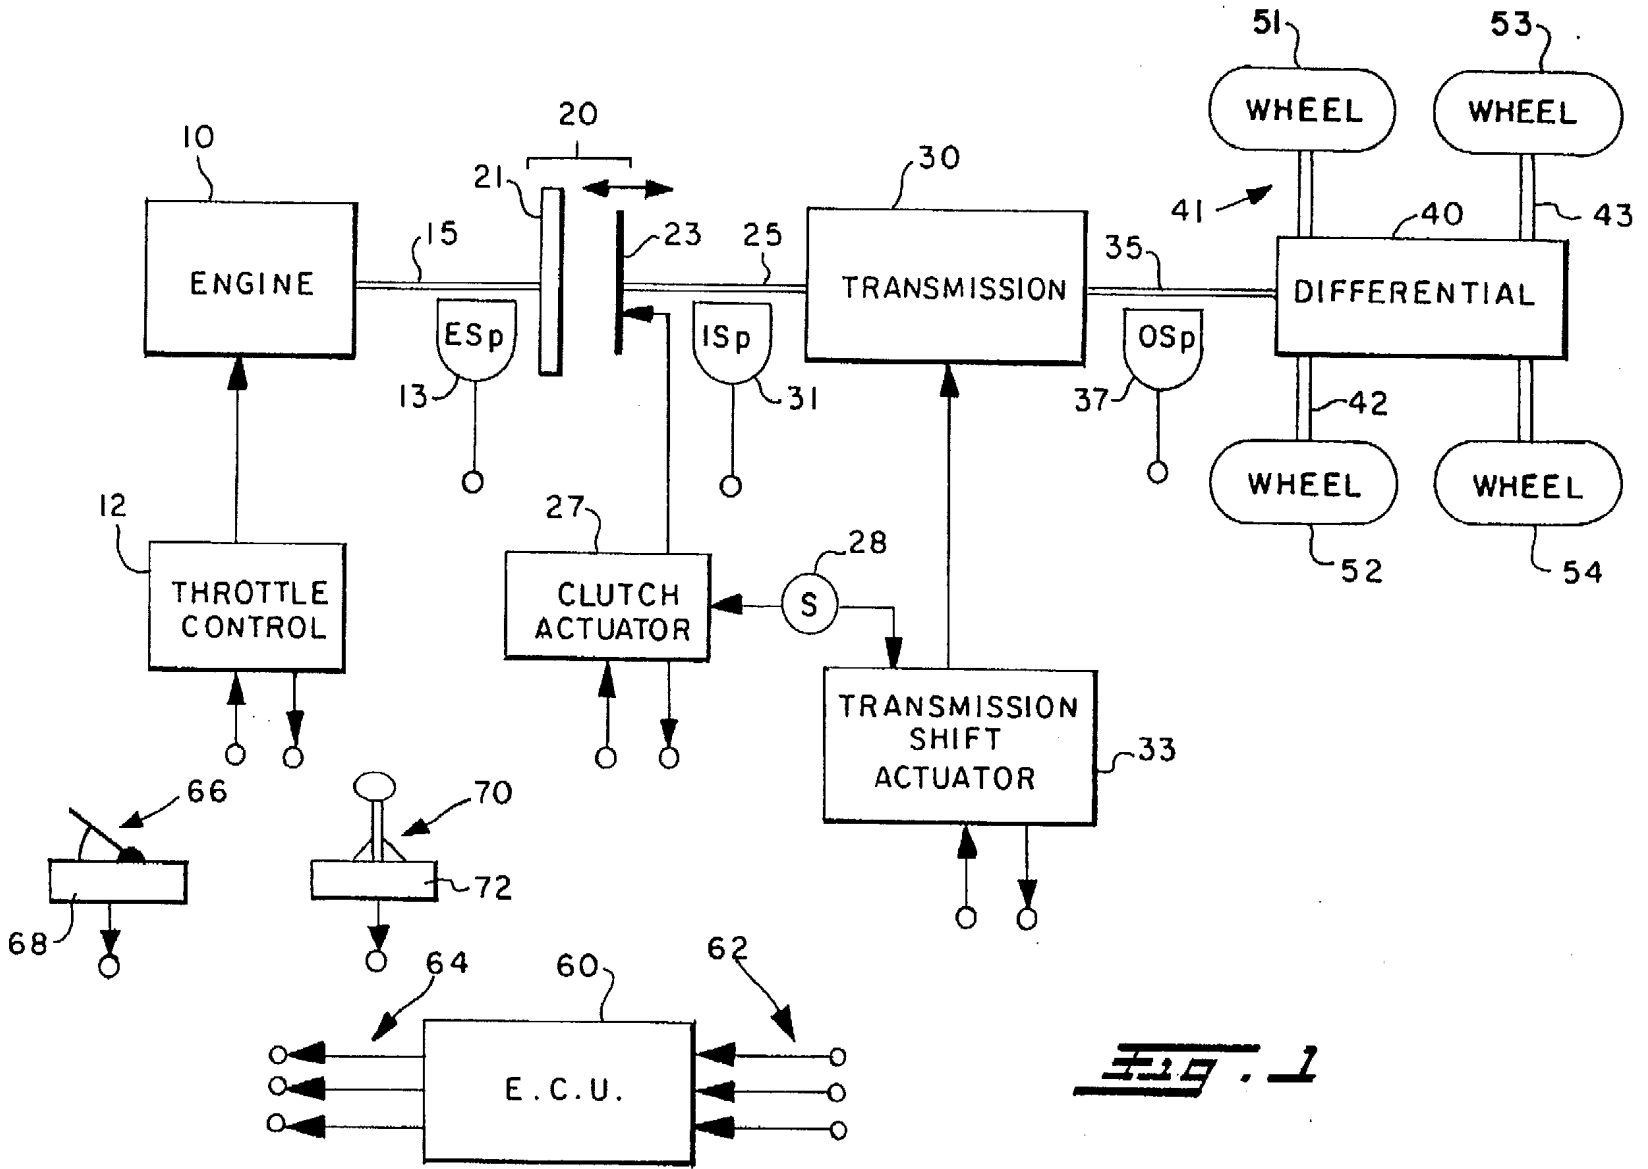 51
53
WHEEL
WHEEL
20
10
30
21
41
40
43
15
23
25
35
ENGINE
TRANSMISSION
DIFFERENTIAL
ESp
ISp
OSp
13
31
37
42
WHEEL
WHEEL
12
27
28
52
54
THROTTLE
CONTROL
CLUTCH
ACTUATOR
S
TRANSMISSION
SHIFT
ACTUATOR
33
66
70
72
68
64
60
62
E.C.U.
Fig. 1